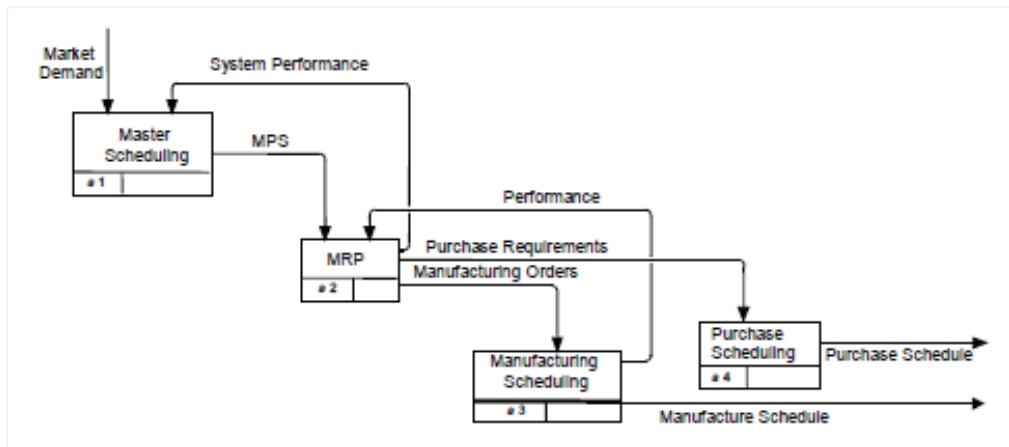 Market
Demand
System Performance
Master
Scheduling
MPS
a 1
Performance
MRP
Purchase Requirements
Manufacturing Orders
a 2
Purchase
Scheduling
Purchase Schedule
a 4
Manufacturing
Scheduling
a 3
Manufacture Schedule